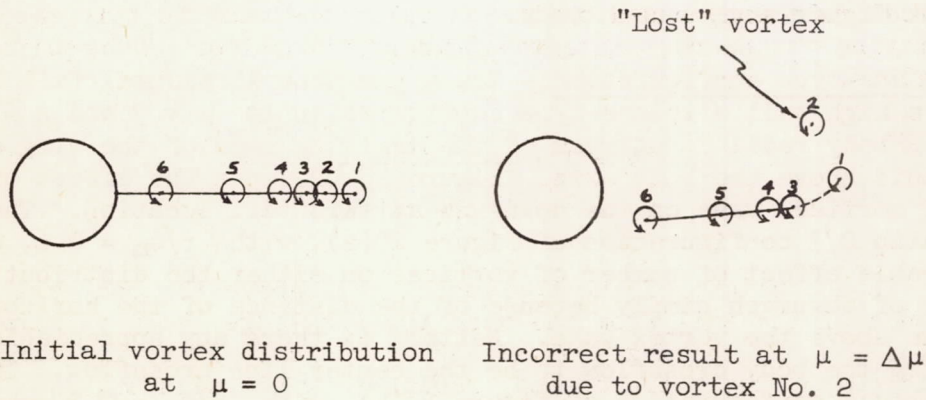 "Lost" vortex
6 5 4 3 2 1
2
1
6 5 4 3
Initial vortex distribution
at μ = 0
Incorrect result at μ = Δμ
due to vortex No. 2